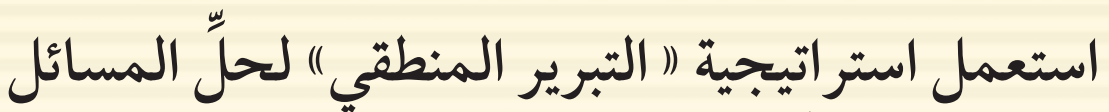 استعمل استراتيجية « التبرير المنطقي » لحلِّ المسائل